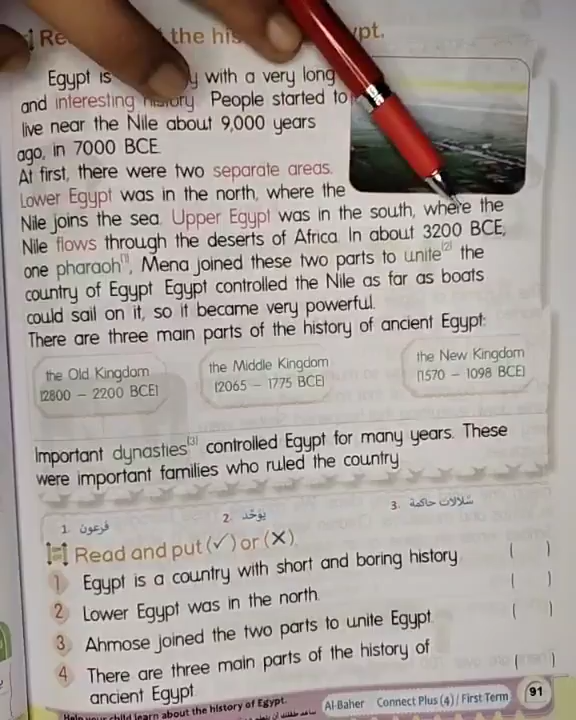 Re the his pt.
Egypt is y with a very long
and interesting history People started to
live near the Nile about 9,000 years
ago, in 7000 BCE
At first, there were two separate areas.
Lower Egypt was in the north, where the
Nile joins the sea. Upper Egypt was in the south, where the
Nile flows through the deserts of Africa. In about 3200 BCE,
one pharaoh[1], Mena joined these two parts to unite[2] the
country of Egypt Egypt controlled the Nile as far as boats
could sail on it, so it became very powerful.
There are three main parts of the history of ancient Egypt:
the Old Kingdom
[2800 – 2200 BCE]
the Middle Kingdom
[2065 – 1775 BCE]
the New Kingdom
[1570 – 1098 BCE]
Important dynasties[3] controlled Egypt for many years. These
were important families who ruled the country
1. فرعون
2. يوَحِّد
3. سُلالات حاكمة
Read and put (✓) or (X).
1 Egypt is a country with short and boring history. ( )
2 Lower Egypt was in the north. ( )
3 Ahmose joined the two parts to unite Egypt. ( )
4 There are three main parts of the history of
ancient Egypt. ( )
Help your child learn about the history of Egypt.
Al-Baher Connect Plus (4) / First Term
91